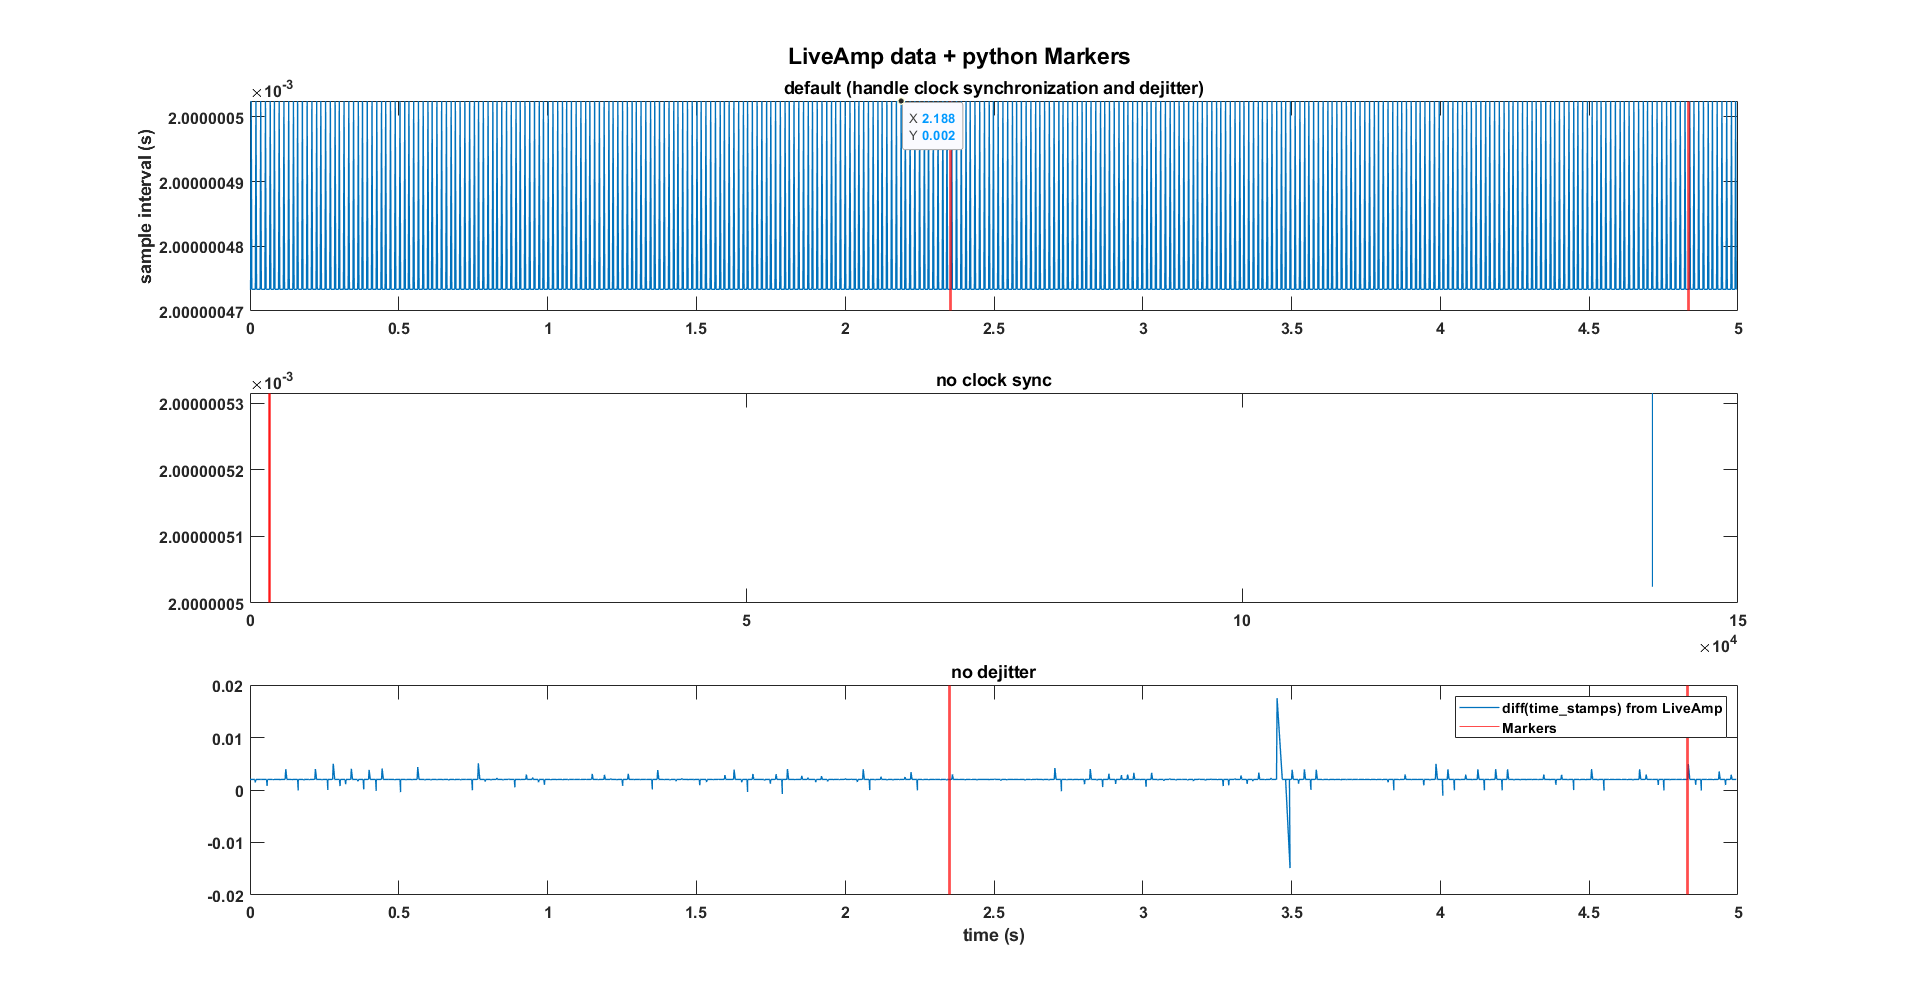 LiveAmp data + python Markers
default (handle clock synchronization and dejitter)
×10-3
2.0000005
2.00000049
2.00000048
2.00000047
sample interval (s)
X 2.188
Y 0.002
0 0.5 1 1.5 2 2.5 3 3.5 4 4.5 5
no clock sync
×10-3
2.00000053
2.00000052
2.00000051
2.0000005
0 5 10 15
×104
no dejitter
0.02
0.01
0
-0.01
-0.02
diff(time_stamps) from LiveAmp
Markers
0 0.5 1 1.5 2 2.5 3 3.5 4 4.5 5
time (s)